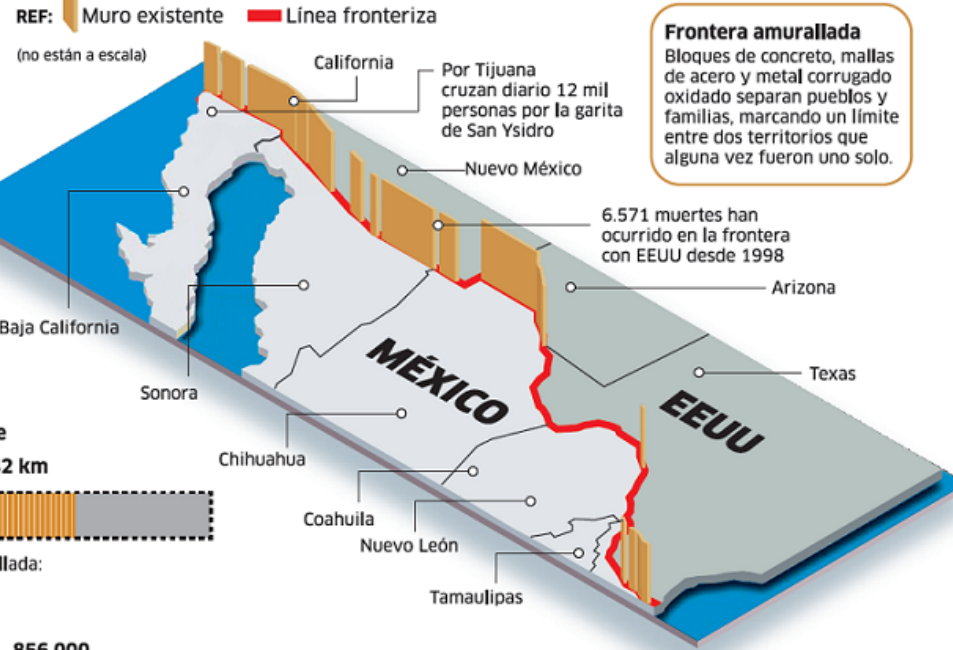 REF: Muro existente Línea fronteriza
(no están a escala)
Frontera amurallada
Bloques de concreto, mallas
de acero y metal corrugado
oxidado separan pueblos y
familias, marcando un límite
entre dos territorios que
alguna vez fueron uno solo.
California
Por Tijuana
cruzan diario 12 mil
personas por la garita
de San Ysidro
Nuevo México
6.571 muertes han
ocurrido en la frontera
con EEUU desde 1998
Arizona
Baja California
Texas
Sonora
MÉXICO
EEUU
Chihuahua
Coahuila
Nuevo León
Tamaulipas
e
2 km
llada:
856.000